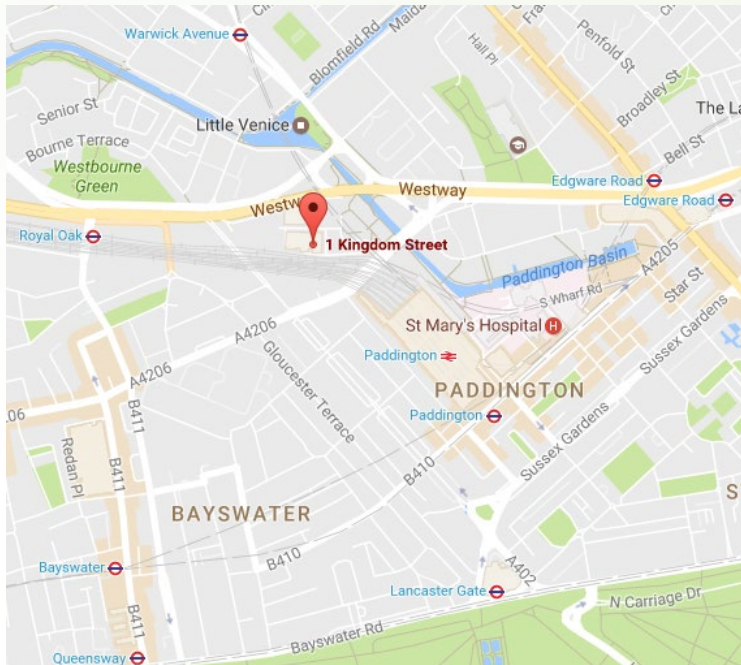 Warwick Avenue
Blomfield Rd
Hall Pl
Penfold St
Broadley St
Senior St
Little Venice
The La
Bourne Terrace
Bell St
Westbourne
Green
Westway
Edgware Road
Edgware Road
Royal Oak
1 Kingdom Street
Paddington Basin
A4205
Star St
S Wharf Rd
St Mary's Hospital
H
A4206
Paddington
Sussex Gardens
A4206
Gloucester Terrace
PADDINGTON
B411
Paddington
Redan Pl
B411
Sussex Gardens
B410
BAYSWATER
S
B410
A402
Bayswater
Lancaster Gate
N Carriage Dr
B411
Bayswater Rd
Queensway